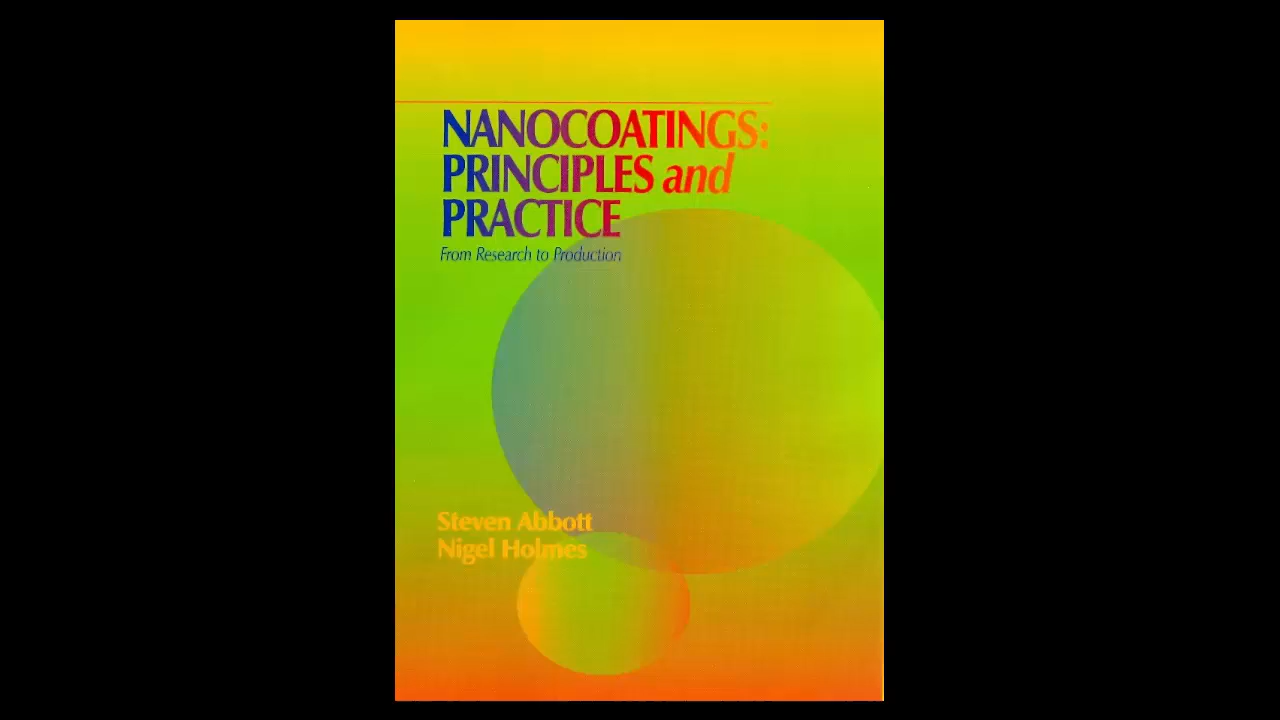 NANOCOATINGS:
PRINCIPLES and
PRACTICE
From Research to Production
Steven Abbott
Nigel Holmes